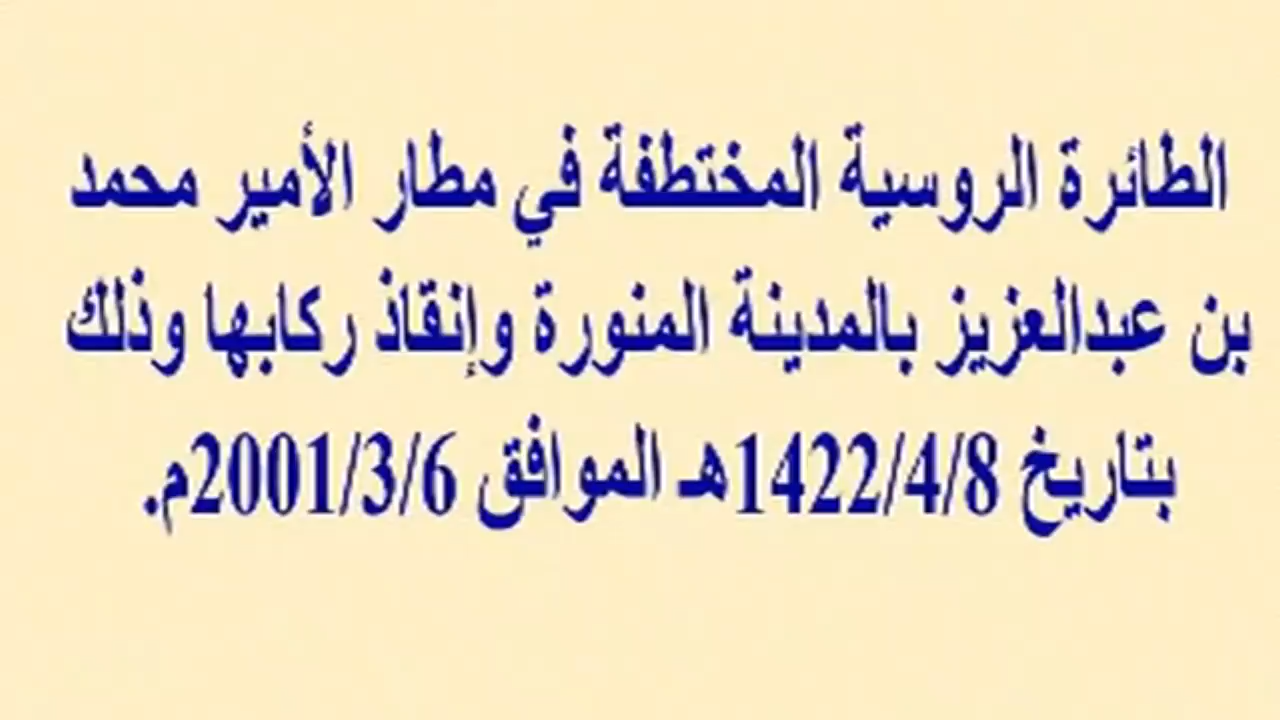 الطائرة الروسية المختطفة في مطار الأمير محمد
بن عبدالعزيز بالمدينة المنورة وإنقاذ ركابها وذلك
بتاريخ 1422/4/8هـ الموافق 2001/3/6م.